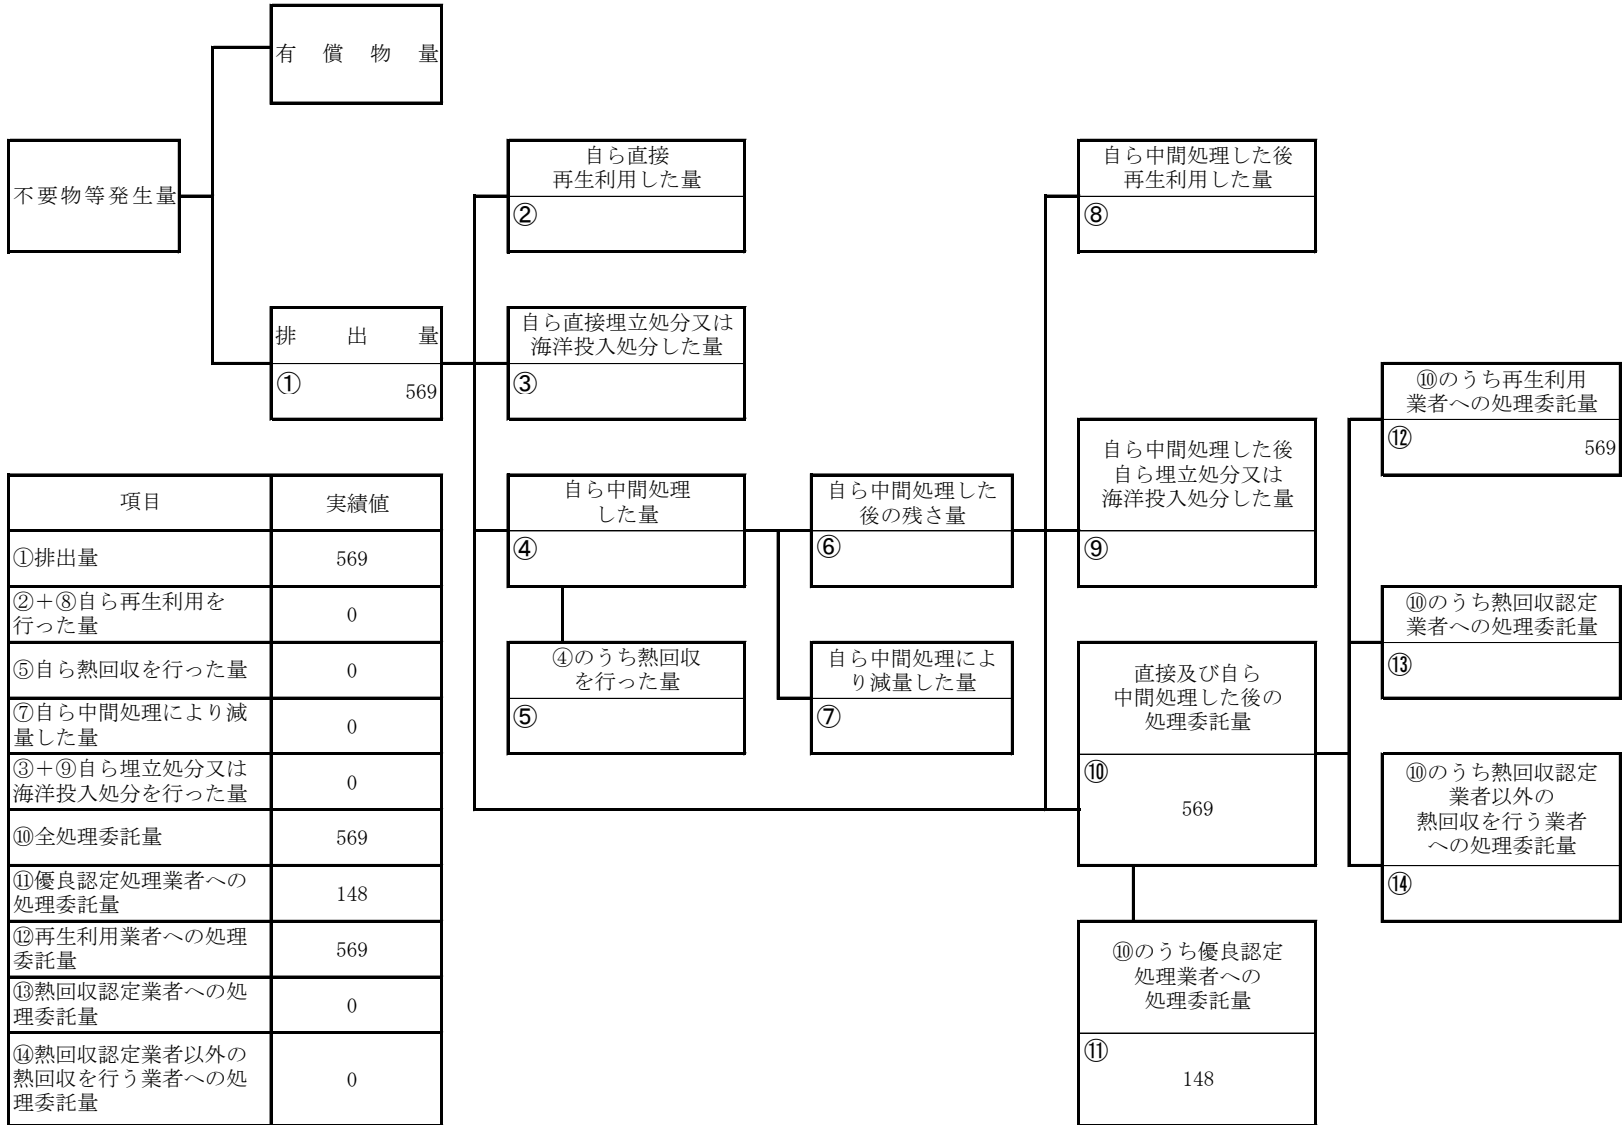 有償物量
不要物等発生量
排出量
① 569
自ら直接
再生利用した量
②
自ら直接埋立処分又は
海洋投入処分した量
③
自ら中間処理
した量
④
④のうち熱回収
を行った量
⑤
自ら中間処理した
後の残さ量
⑥
自ら中間処理によ
り減量した量
⑦
自ら中間処理した後
再生利用した量
⑧
自ら中間処理した後
自ら埋立処分又は
海洋投入処分した量
⑨
直接及び自ら
中間処理した後の
処理委託量
⑩
569
⑩のうち優良認定
処理業者への
処理委託量
⑪
148
⑩のうち再生利用
業者への処理委託量
⑫ 569
⑩のうち熱回収認定
業者への処理委託量
⑬
⑩のうち熱回収認定
業者以外の
熱回収を行う業者
への処理委託量
⑭
項目 実績値
①排出量 569
②+⑧自ら再生利用を
行った量 0
⑤自ら熱回収を行った量 0
⑦自ら中間処理により減
量した量 0
③+⑨自ら埋立処分又は
海洋投入処分を行った量 0
⑩全処理委託量 569
⑪優良認定処理業者への
処理委託量 148
⑫再生利用業者への処理
委託量 569
⑬熱回収認定業者への処
理委託量 0
⑭熱回収認定業者以外の
熱回収を行う業者への処
理委託量 0